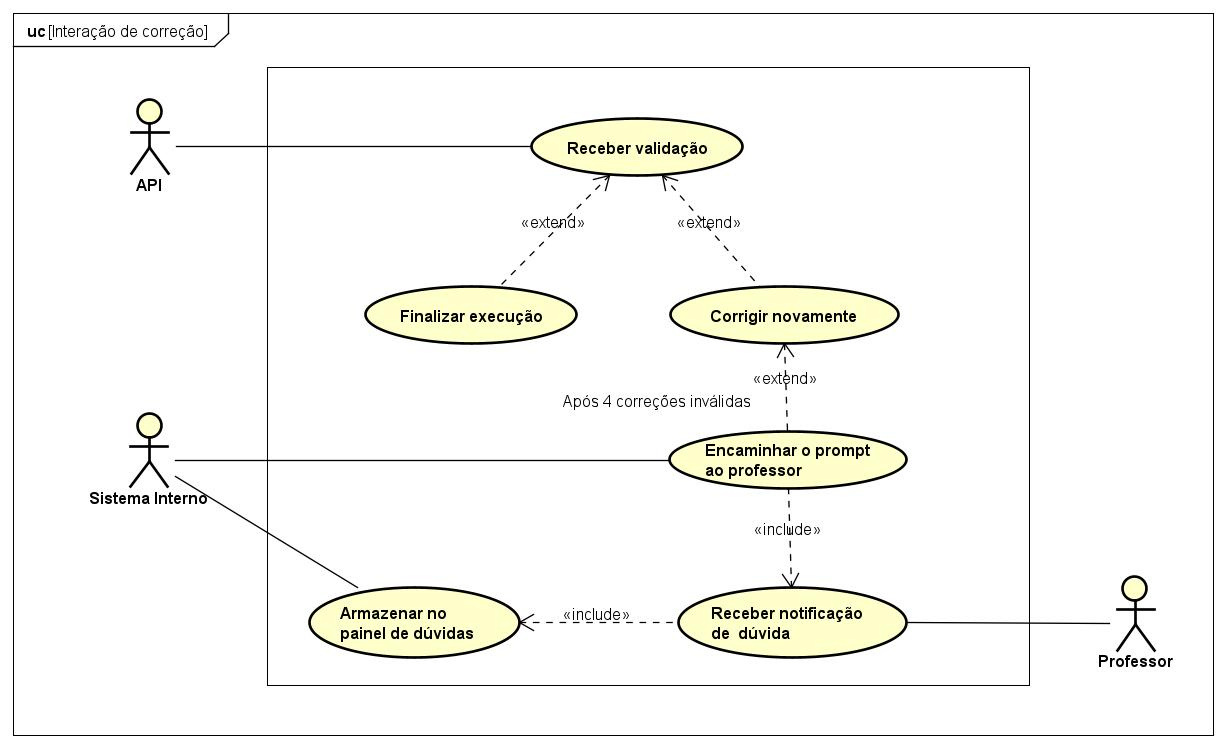 uc [Interação de correção]
Receber validação
API
«extend»
«extend»
Finalizar execução
Corrigir novamente
«extend»
Após 4 correções inválidas
Encaminhar o prompt
ao professor
Sistema Interno
«include»
Armazenar no
painel de dúvidas
«include»
Receber notificação
de dúvida
Professor